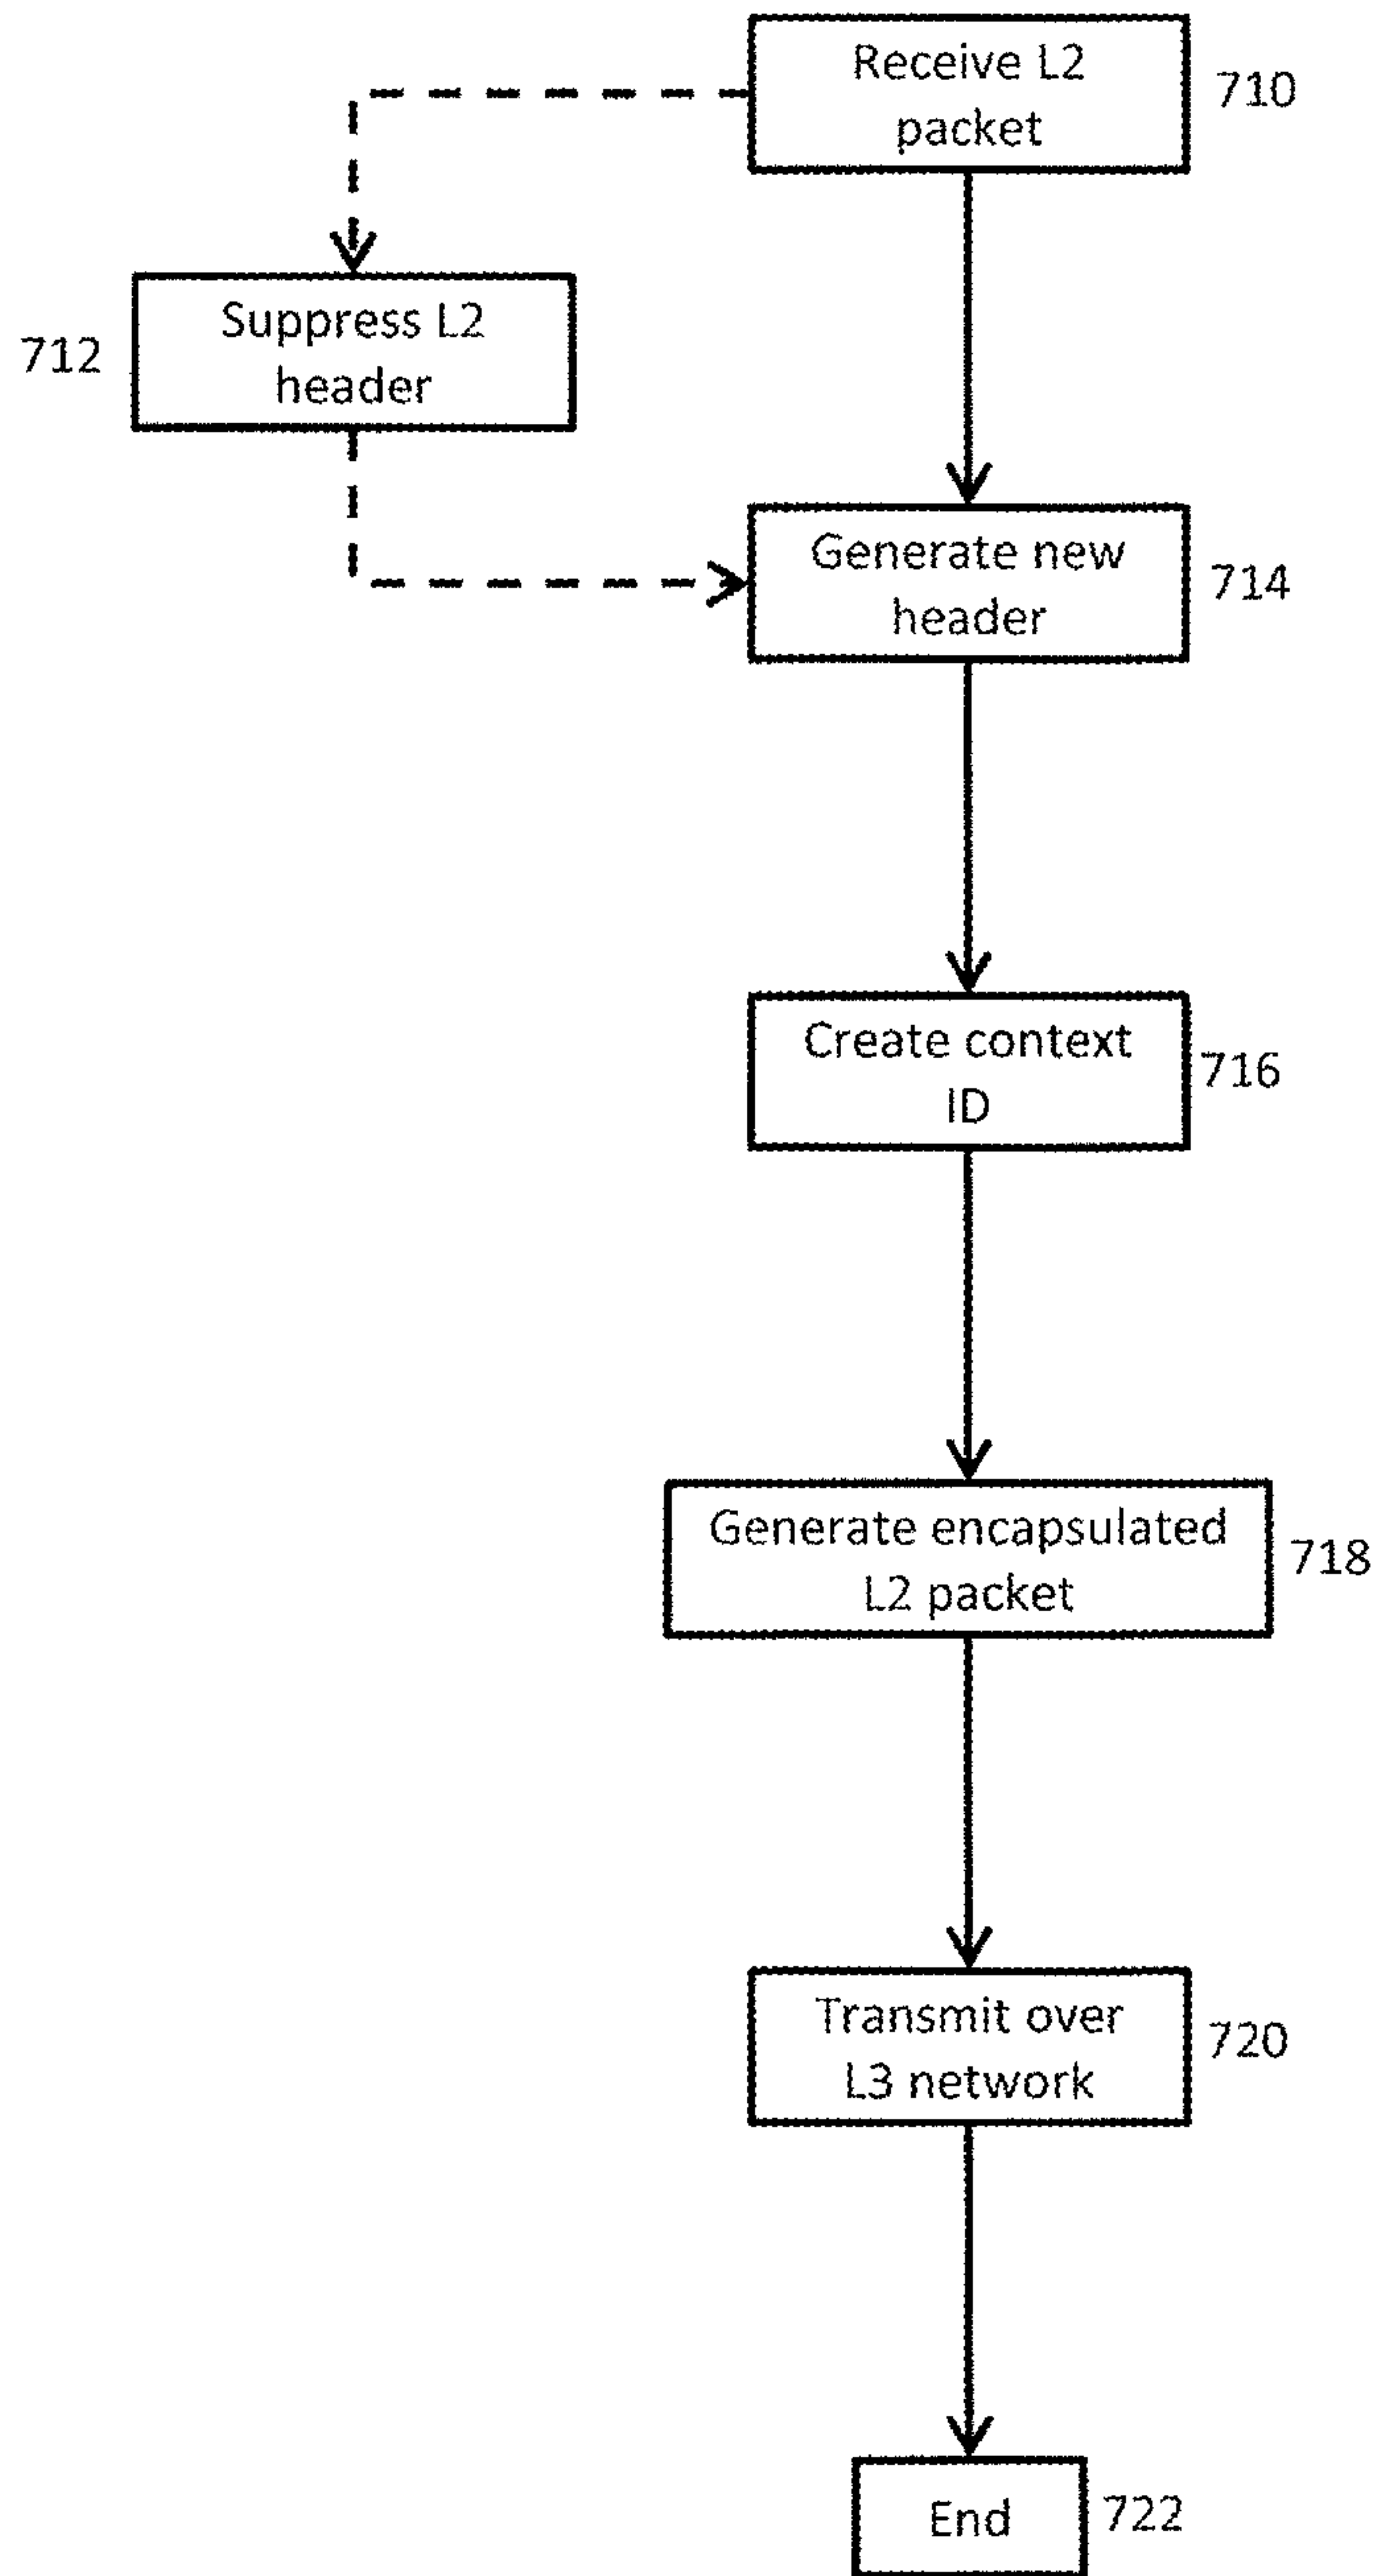 Receive L2
packet
710
Suppress L2
header
712
Generate new
header
714
Create context
ID
716
Generate encapsulated
L2 packet
718
Transmit over
L3 network
720
End
722